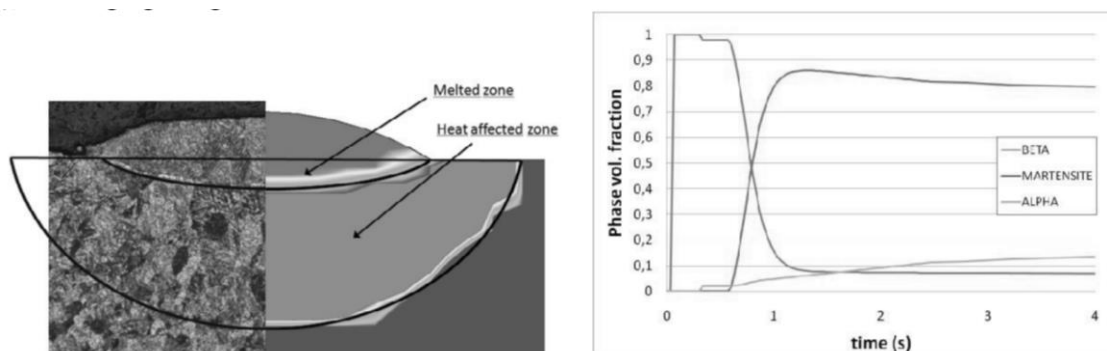 Melted zone
Heat affected zone
Phase vol. fraction
1
0,9
0,8
0,7
0,6
0,5
0,4
0,3
0,2
0,1
0
BETA
MARTENSITE
ALPHA
0
1
2
3
4
time (s)